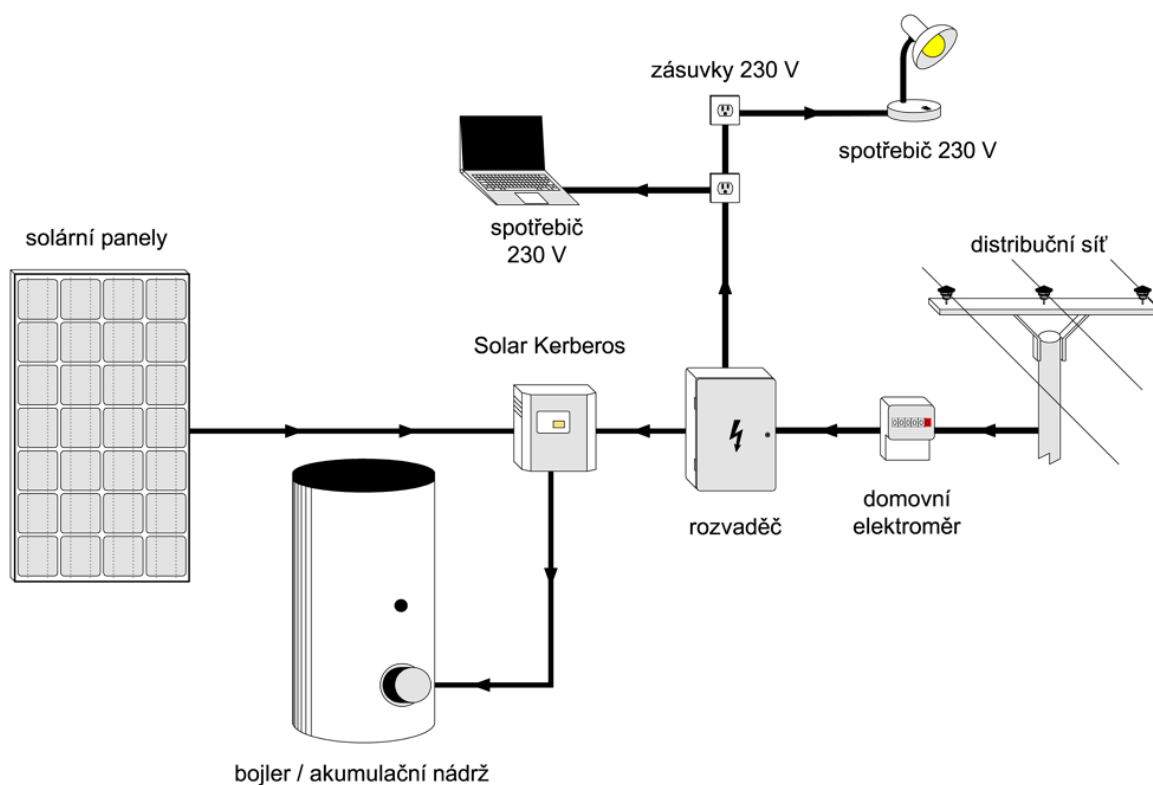 zásuvky 230 V
spotřebič 230 V
spotřebič
230 V
solární panely
distribuční síť
Solar Kerberos
rozvaděč
domovní
elektroměr
bojler / akumulační nádrž